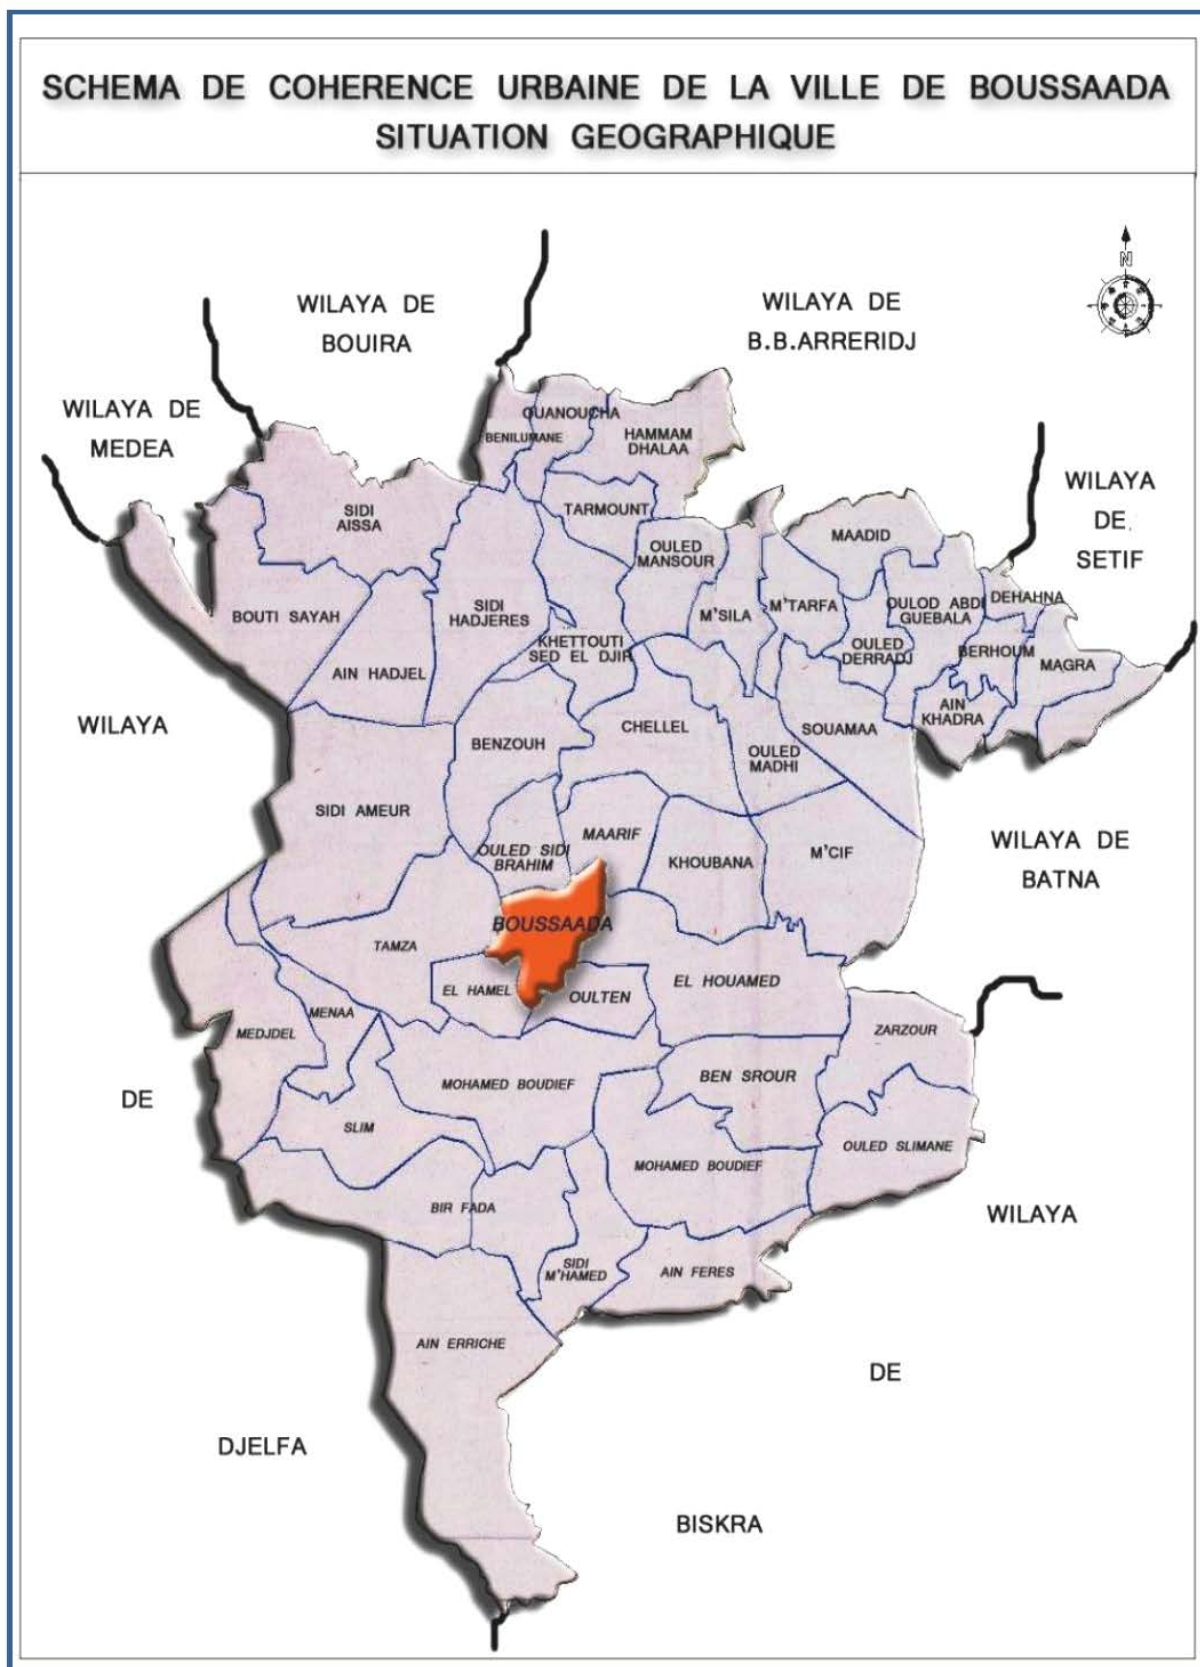 SCHEMA DE COHERENCE URBAINE DE LA VILLE DE BOUSSAADA
SITUATION GEOGRAPHIQUE
N
WILAYA DE
BOUIRA
WILAYA DE
B.B.ARRERIDJ
WILAYA DE
MEDEA
WILAYA
DE
SETIF
OUANOUCHA
BENILUMANE
HAMMAM
DHALAA
SIDI
AISSA
TARMOUNT
OULED
MANSOUR
MAADID
BOUTI SAYAH
SIDI
HADJERES
M'SILA
M'TARFA
OULOD ABDI
GUEBALA
DEHAHNA
KHETTOUTI
SED EL DJIR
OULED
DERRADJ
BERHOUM
MAGRA
AIN HADJEL
AIN
KHADRA
WILAYA
BENZOUH
CHELLEL
OULED
MADHI
SOUAMAA
SIDI AMEUR
OULED SIDI
BRAHIM
MAARIF
KHOUBANA
M'CIF
WILAYA DE
BATNA
BOUSSAADA
TAMZA
EL HAMEL
OULTEN
EL HOUAMED
MENAA
MEDJDEL
ZARZOUR
DE
MOHAMED BOUDIEF
BEN SROUR
SLIM
MOHAMED BOUDIEF
OULED SLIMANE
BIR FADA
WILAYA
SIDI
M'HAMED
AIN FERES
AIN ERRICHE
DE
DJELFA
BISKRA